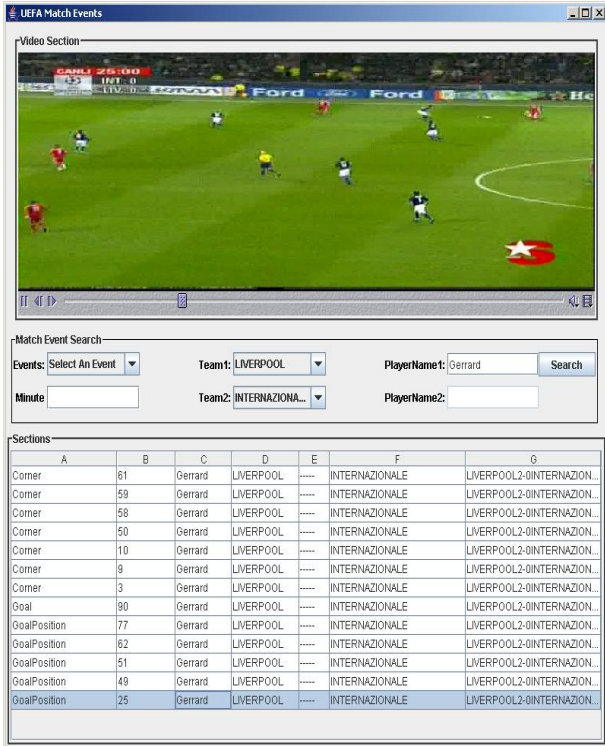 UEFA Match Events
Video Section
CANLI 25:00
INT: 0
Ford Ford He
S
Match Event Search
Events: Select An Event Team1: LIVERPOOL PlayerName1: Gerrard Search
Minute Team2: INTERNAZIONA... PlayerName2:
Sections
A B C D E F G
Corner 61 Gerrard LIVERPOOL ----- INTERNAZIONALE LIVERPOOL2-0INTERNAZION...
Corner 59 Gerrard LIVERPOOL ----- INTERNAZIONALE LIVERPOOL2-0INTERNAZION...
Corner 58 Gerrard LIVERPOOL ----- INTERNAZIONALE LIVERPOOL2-0INTERNAZION...
Corner 50 Gerrard LIVERPOOL ----- INTERNAZIONALE LIVERPOOL2-0INTERNAZION...
Corner 10 Gerrard LIVERPOOL ----- INTERNAZIONALE LIVERPOOL2-0INTERNAZION...
Corner 9 Gerrard LIVERPOOL ----- INTERNAZIONALE LIVERPOOL2-0INTERNAZION...
Corner 3 Gerrard LIVERPOOL ----- INTERNAZIONALE LIVERPOOL2-0INTERNAZION...
Goal 90 Gerrard LIVERPOOL ----- INTERNAZIONALE LIVERPOOL2-0INTERNAZION...
GoalPosition 77 Gerrard LIVERPOOL ----- INTERNAZIONALE LIVERPOOL2-0INTERNAZION...
GoalPosition 62 Gerrard LIVERPOOL ----- INTERNAZIONALE LIVERPOOL2-0INTERNAZION...
GoalPosition 51 Gerrard LIVERPOOL ----- INTERNAZIONALE LIVERPOOL2-0INTERNAZION...
GoalPosition 49 Gerrard LIVERPOOL ----- INTERNAZIONALE LIVERPOOL2-0INTERNAZION...
GoalPosition 25 Gerrard LIVERPOOL ----- INTERNAZIONALE LIVERPOOL2-0INTERNAZION...